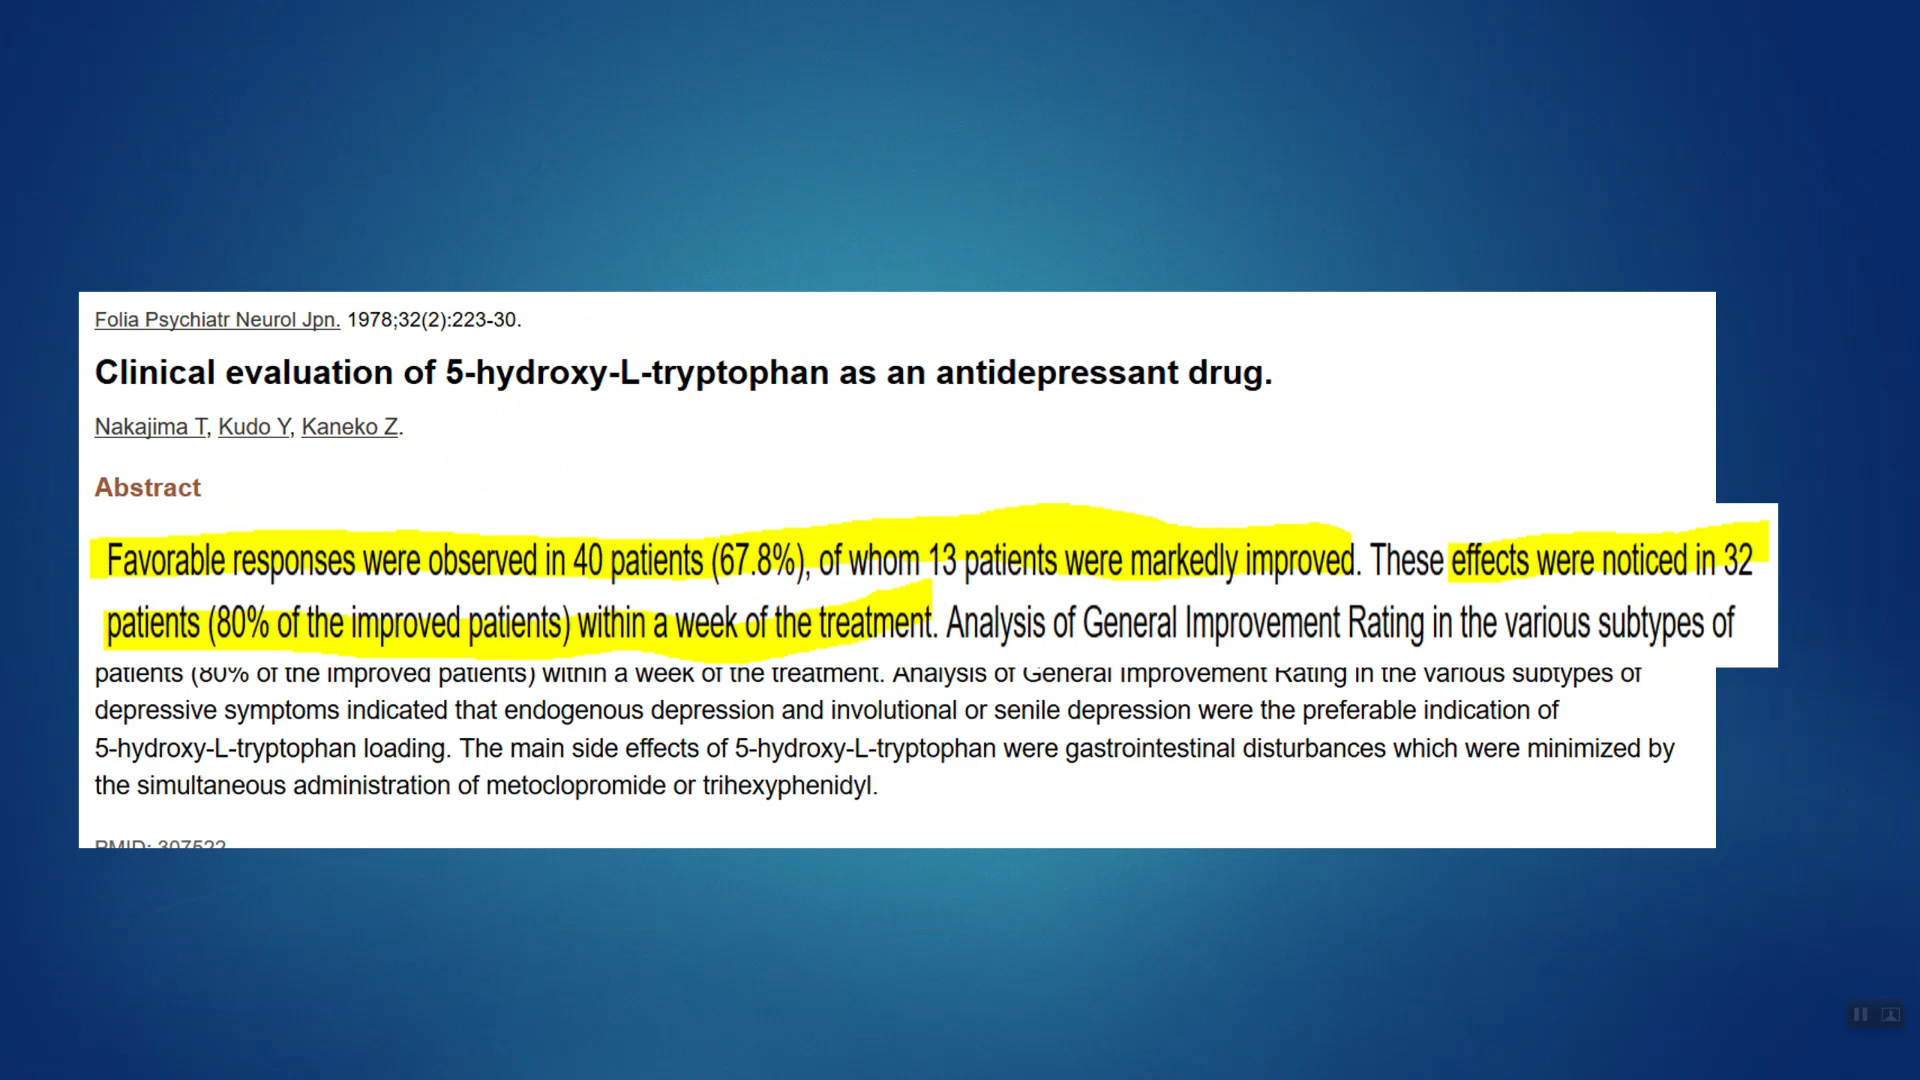 Folia Psychiatr Neurol Jpn. 1978;32(2):223-30.
Clinical evaluation of 5-hydroxy-L-tryptophan as an antidepressant drug.
Nakajima T, Kudo Y, Kaneko Z.
Abstract
Favorable responses were observed in 40 patients (67.8%), of whom 13 patients were markedly improved. These effects were noticed in 32
patients (80% of the improved patients) within a week of the treatment. Analysis of General Improvement Rating in the various subtypes of
patients (80% of the improved patients) within a week of the treatment. Analysis of General Improvement Rating in the various subtypes of
depressive symptoms indicated that endogenous depression and involutional or senile depression were the preferable indication of
5-hydroxy-L-tryptophan loading. The main side effects of 5-hydroxy-L-tryptophan were gastrointestinal disturbances which were minimized by
the simultaneous administration of metoclopromide or trihexyphenidyl.
PMID: 307522